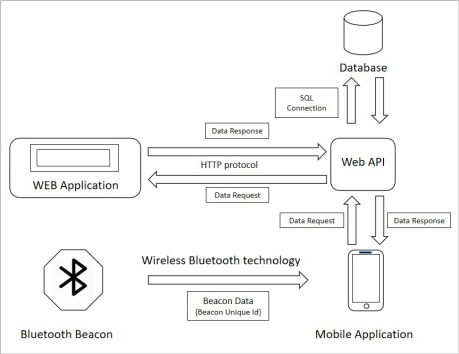 Database
SQL
Connection
Data Response
HTTP protocol
Data Request
WEB Application
Web API
Data Request
Data Response
Wireless Bluetooth technology
Beacon Data
{Beacon Unique Id}
Bluetooth Beacon
Mobile Application